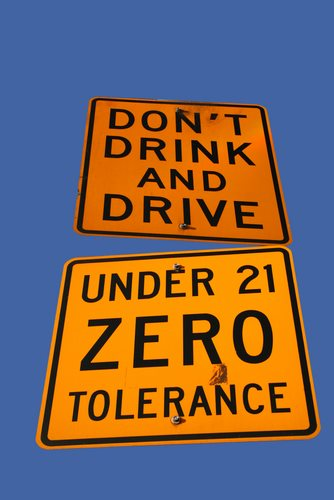 DON'T
DRINK
AND
DRIVE
UNDER 21
ZERO
TOLERANCE